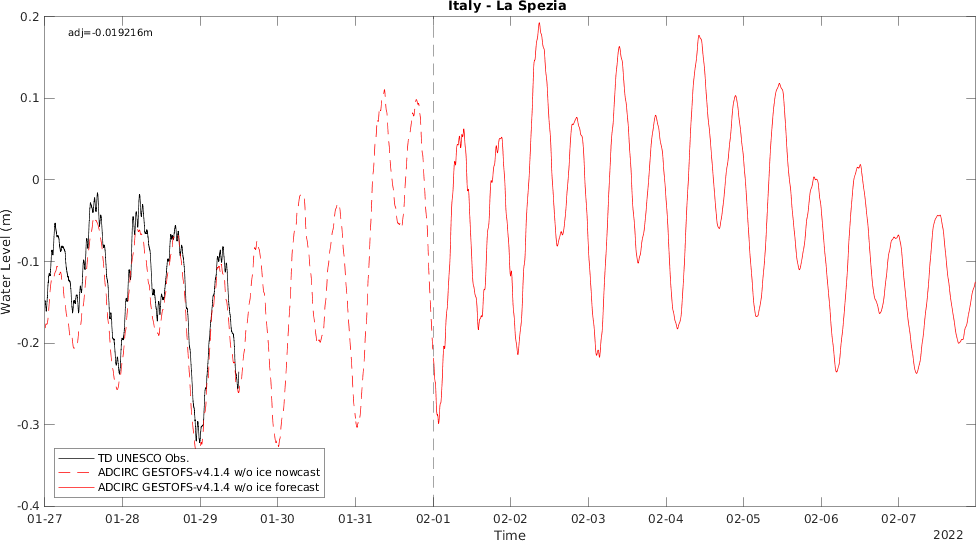 Italy - La Spezia
adj=-0.019216m
0.2
0.1
0
-0.1
-0.2
-0.3
-0.4
Water Level (m)
TD UNESCO Obs.
ADCIRC GESTOFS-v4.1.4 w/o ice nowcast
ADCIRC GESTOFS-v4.1.4 w/o ice forecast
01-27 01-28 01-29 01-30 01-31 02-01 02-02 02-03 02-04 02-05 02-06 02-07
Time
2022